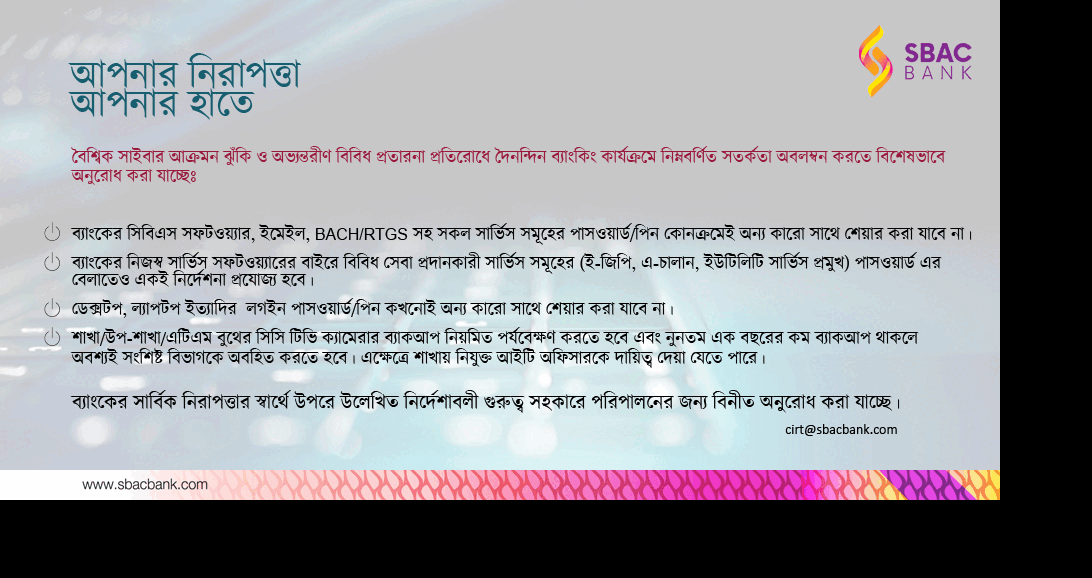 SBAC
BANK
আপনার নিরাপত্তা
আপনার হাতে
বৈশ্বিক সাইবার আক্রমন ঝুঁকি ও অভ্যন্তরীণ বিবিধ প্রতারনা প্রতিরোধে দৈনন্দিন ব্যাংকিং কার্যক্রমে নিম্নবর্ণিত সতর্কতা অবলম্বন করতে বিশেষভাবে
অনুরোধ করা যাচ্ছেঃ
ব্যাংকের সিবিএস সফটওয়্যার, ইমেইল, BACH/RTGS সহ সকল সার্ভিস সমূহের পাসওয়ার্ড/পিন কোনক্রমেই অন্য কারো সাথে শেয়ার করা যাবে না।
ব্যাংকের নিজস্ব সার্ভিস সফটওয়্যারের বাইরে বিবিধ সেবা প্রদানকারী সার্ভিস সমূহের (ই-জিপি, এ-চালান, ইউটিলিটি সার্ভিস প্রমুখ) পাসওয়ার্ড এর
বেলাতেও একই নির্দেশনা প্রযোজ্য হবে।
ডেক্সটপ, ল্যাপটপ ইত্যাদির লগইন পাসওয়ার্ড/পিন কখনোই অন্য কারো সাথে শেয়ার করা যাবে না।
শাখা/উপ-শাখা/এটিএম বুথের সিসি টিভি ক্যামেরার ব্যাকআপ নিয়মিত পর্যবেক্ষণ করতে হবে এবং নুনতম এক বছরের কম ব্যাকআপ থাকলে
অবশ্যই সংশিষ্ট বিভাগকে অবহিত করতে হবে। এক্ষেত্রে শাখায় নিযুক্ত আইটি অফিসারকে দায়িত্ব দেয়া যেতে পারে।
ব্যাংকের সার্বিক নিরাপত্তার স্বার্থে উপরে উলেখিত নির্দেশাবলী গুরুত্ব সহকারে পরিপালনের জন্য বিনীত অনুরোধ করা যাচ্ছে।
cirt@sbacbank.com
www.sbacbank.com